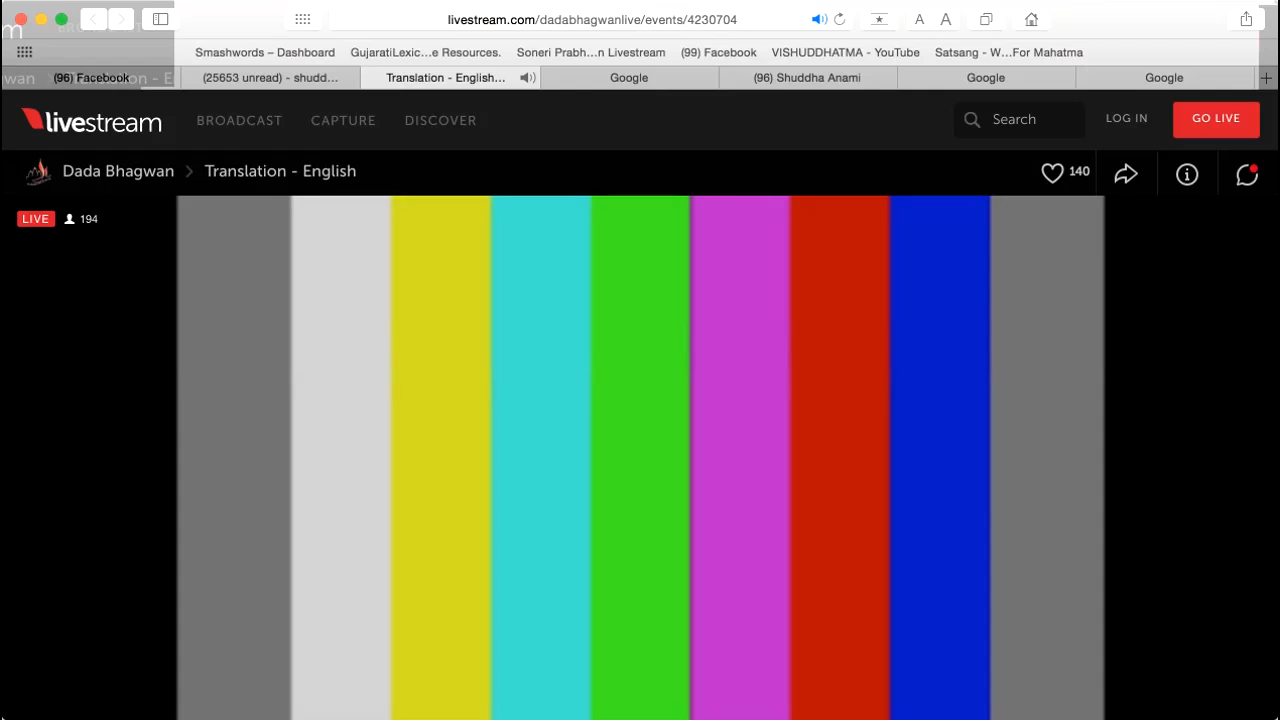 livestream.com/dadabhagwanlive/events/4230704
A A
Smashwords – Dashboard GujaratiLexic...e Resources. Soneri Prabh...n Livestream (99) Facebook VISHUDDHATMA - YouTube Satsang - W...For Mahatma
(96) Facebook (25653 unread) - shudd... Translation - English... Google (96) Shuddha Anami Google Google
livestream BROADCAST CAPTURE DISCOVER Search LOG IN GO LIVE
Dada Bhagwan Translation - English 140
LIVE 194